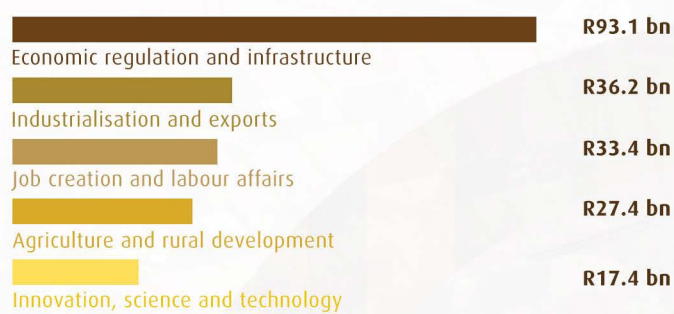 R93.1 bn
Economic regulation and infrastructure
R36.2 bn
Industrialisation and exports
R33.4 bn
Job creation and labour affairs
R27.4 bn
Agriculture and rural development
R17.4 bn
Innovation, science and technology